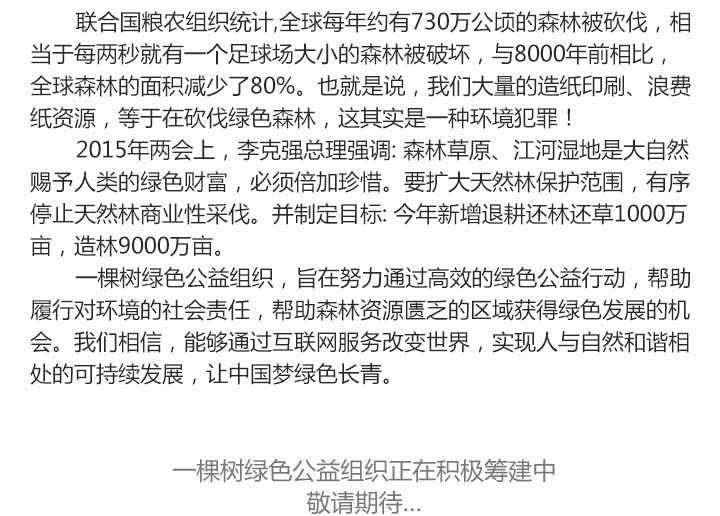 联合国粮农组织统计,全球每年约有730万公顷的森林被砍伐，相
当于每两秒就有一个足球场大小的森林被破坏，与8000年前相比，
全球森林的面积减少了80%。也就是说，我们大量的造纸印刷、浪费
纸资源，等于在砍伐绿色森林，这其实是一种环境犯罪！
2015年两会上，李克强总理强调: 森林草原、江河湿地是大自然
赐予人类的绿色财富，必须倍加珍惜。要扩大天然林保护范围，有序
停止天然林商业性采伐。并制定目标: 今年新增退耕还林还草1000万
亩，造林9000万亩。
一棵树绿色公益组织，旨在努力通过高效的绿色公益行动，帮助
履行对环境的社会责任，帮助森林资源匮乏的区域获得绿色发展的机
会。我们相信，能够通过互联网服务改变世界，实现人与自然和谐相
处的可持续发展，让中国梦绿色长青。
一棵树绿色公益组织正在积极筹建中
敬请期待...